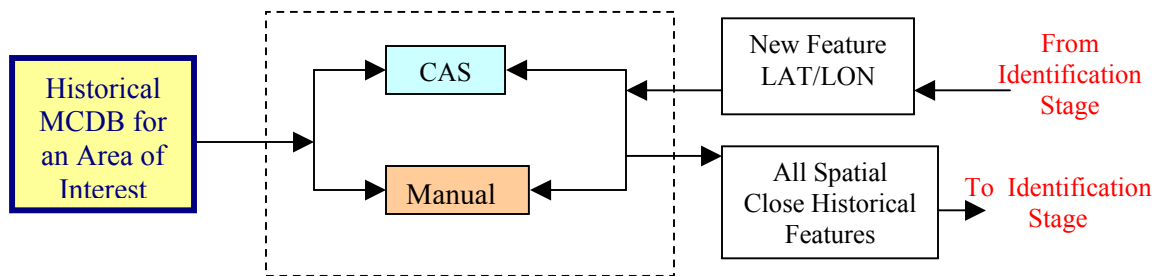 Historical
MCDB for
an Area of
Interest
CAS
Manual
New Feature
LAT/LON
From
Identification
Stage
All Spatial
Close Historical
Features
To Identification
Stage